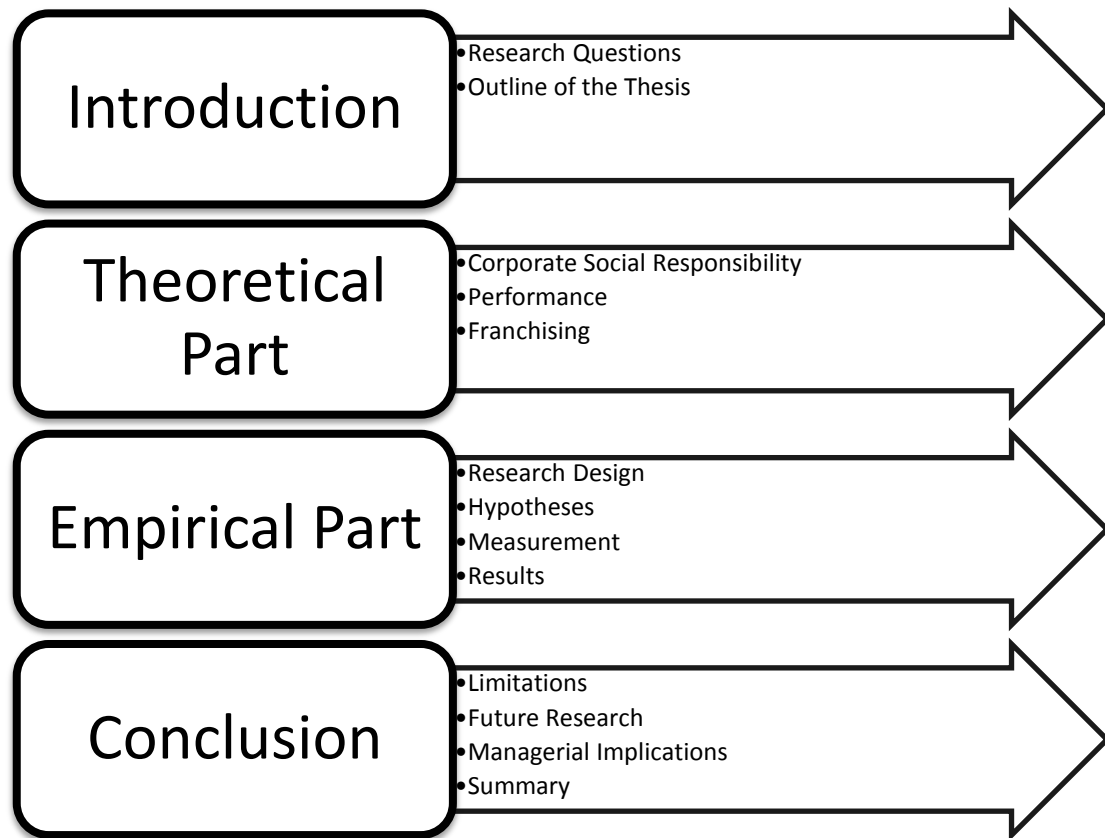 Introduction
•Research Questions
•Outline of the Thesis
Theoretical
Part
•Corporate Social Responsibility
•Performance
•Franchising
Empirical Part
•Research Design
•Hypotheses
•Measurement
•Results
Conclusion
•Limitations
•Future Research
•Managerial Implications
•Summary